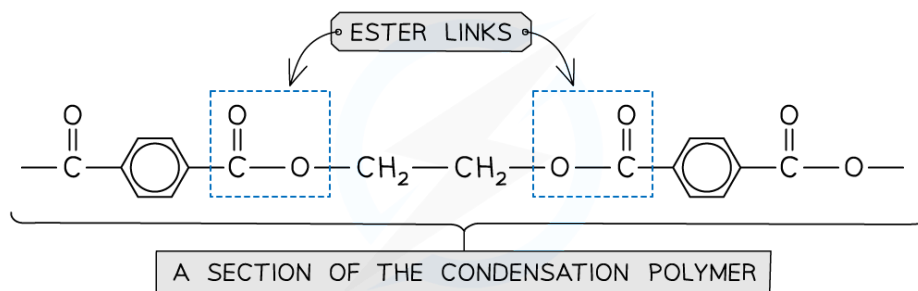 ESTER LINKS
O O O O
C C O CH₂ CH₂ O C C O
A SECTION OF THE CONDENSATION POLYMER